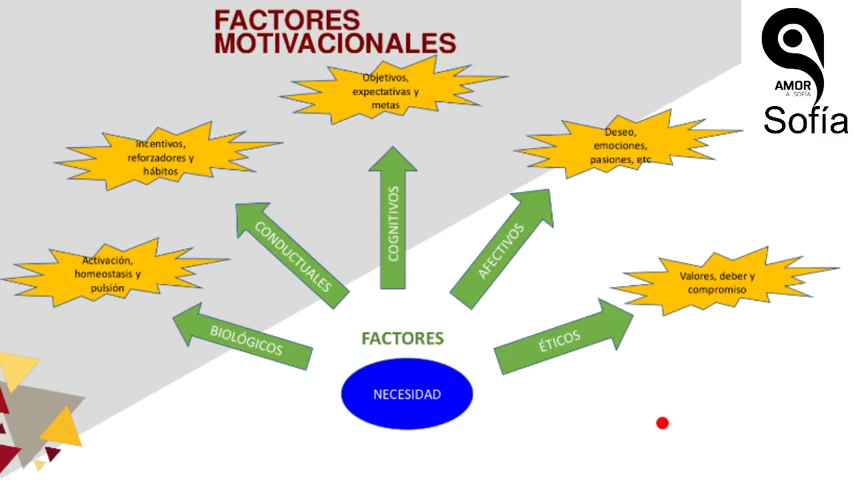 FACTORES
MOTIVACIONALES
AMOR
A SOFÍA
Sofía
Objetivos,
expectativas y
metas
Incentivos,
reforzadores y
hábitos
Deseo,
emociones,
pasiones, etc
Activación,
homeostasis y
pulsión
Valores, deber y
compromiso
BIOLÓGICOS
CONDUCTUALES
COGNITIVOS
AFECTIVOS
ÉTICOS
FACTORES
NECESIDAD